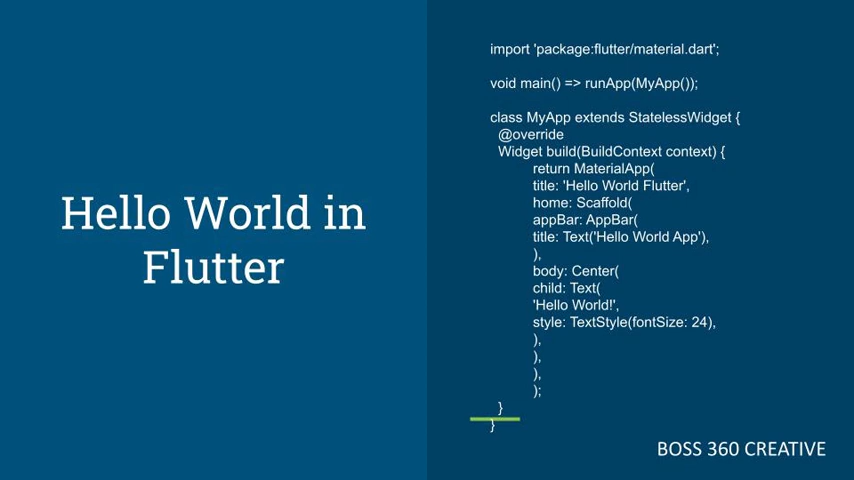 Hello World in
Flutter
import 'package:flutter/material.dart';
void main() => runApp(MyApp());
class MyApp extends StatelessWidget {
@override
Widget build(BuildContext context) {
return MaterialApp(
title: 'Hello World Flutter',
home: Scaffold(
appBar: AppBar(
title: Text('Hello World App'),
),
body: Center(
child: Text(
'Hello World!',
style: TextStyle(fontSize: 24),
),
),
),
);
}
}
BOSS 360 CREATIVE